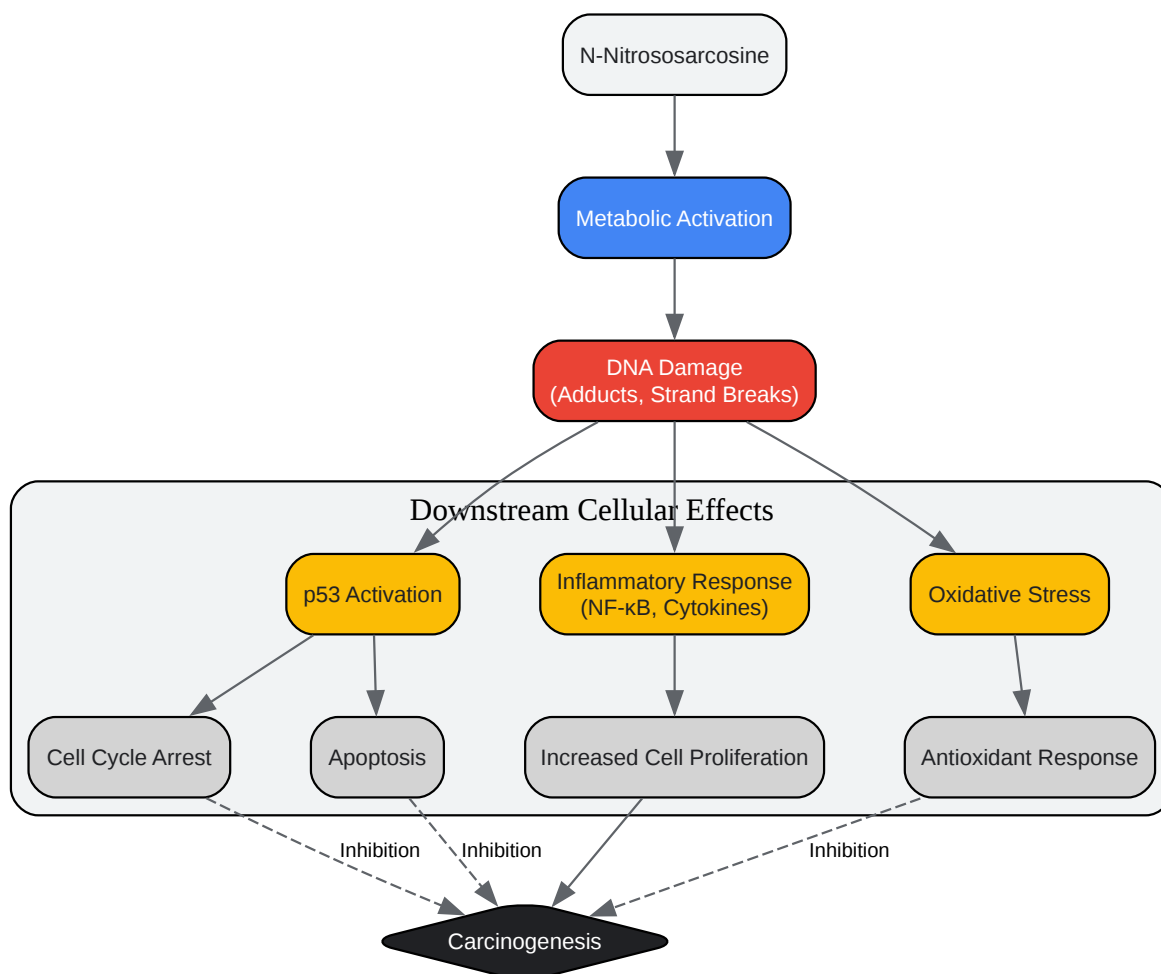 N-Nitrososarcosine
Metabolic Activation
DNA Damage
(Adducts, Strand Breaks)
Downstream Cellular Effects
p53 Activation
Inflammatory Response
(NF-κB, Cytokines)
Oxidative Stress
Cell Cycle Arrest
Apoptosis
Increased Cell Proliferation
Antioxidant Response
Inhibition
Inhibition
Inhibition
Carcinogenesis